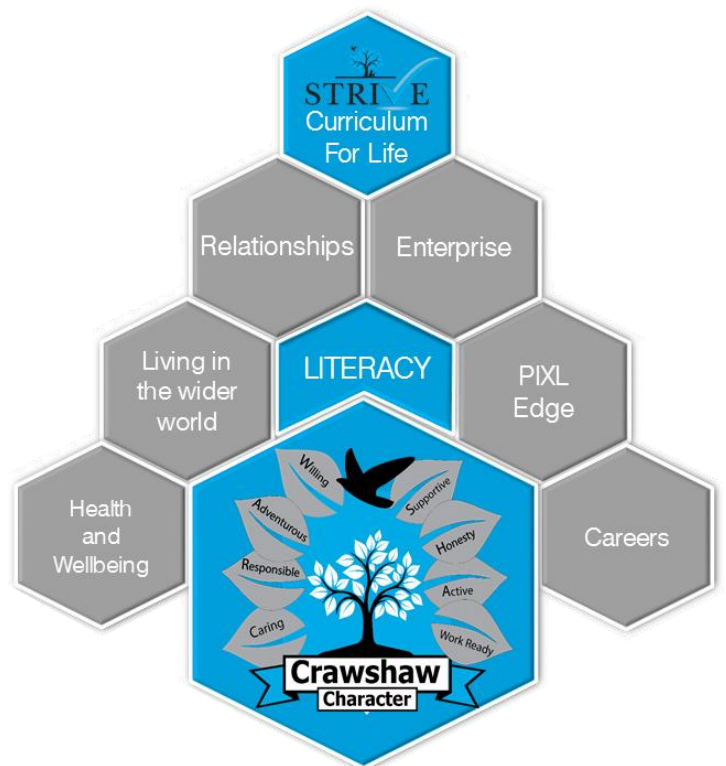 STRIVE
Curriculum
For Life
Relationships
Enterprise
Living in
the wider
world
LITERACY
PIXL
Edge
Health
and
Wellbeing
Careers
Willing
Adventurous
Responsible
Caring
Supportive
Honesty
Active
Work Ready
Crawshaw
Character